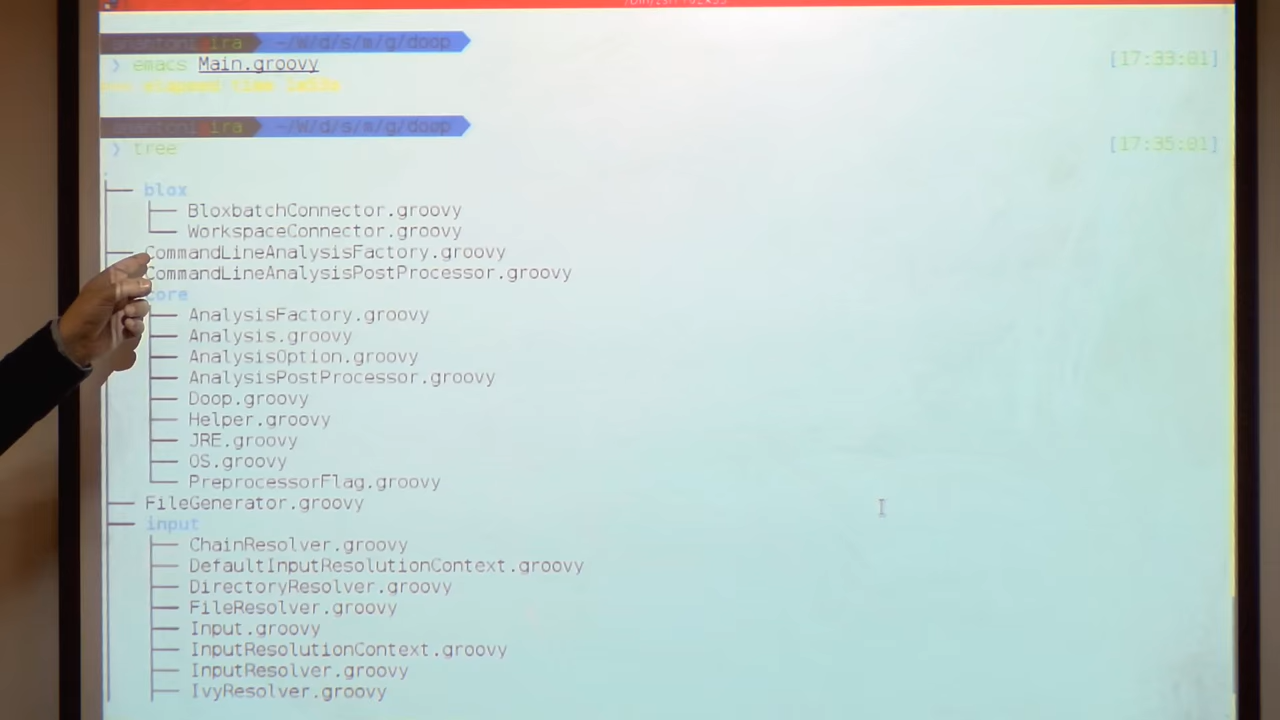 ~/W/d/s/m/g/doop
❯ emacs Main.groovy [17:33:01]
~/W/d/s/m/g/doop
❯ tree [17:35:01]
.
├── blox
│   ├── BloxbatchConnector.groovy
│   └── WorkspaceConnector.groovy
├── CommandLineAnalysisFactory.groovy
CommandLineAnalysisPostProcessor.groovy
core
├── AnalysisFactory.groovy
├── Analysis.groovy
├── AnalysisOption.groovy
├── AnalysisPostProcessor.groovy
├── Doop.groovy
├── Helper.groovy
├── JRE.groovy
├── OS.groovy
└── PreprocessorFlag.groovy
├── FileGenerator.groovy
├── input
│   ├── ChainResolver.groovy
│   ├── DefaultInputResolutionContext.groovy
│   ├── DirectoryResolver.groovy
│   ├── FileResolver.groovy
│   ├── Input.groovy
│   ├── InputResolutionContext.groovy
│   ├── InputResolver.groovy
│   ├── IvyResolver.groovy